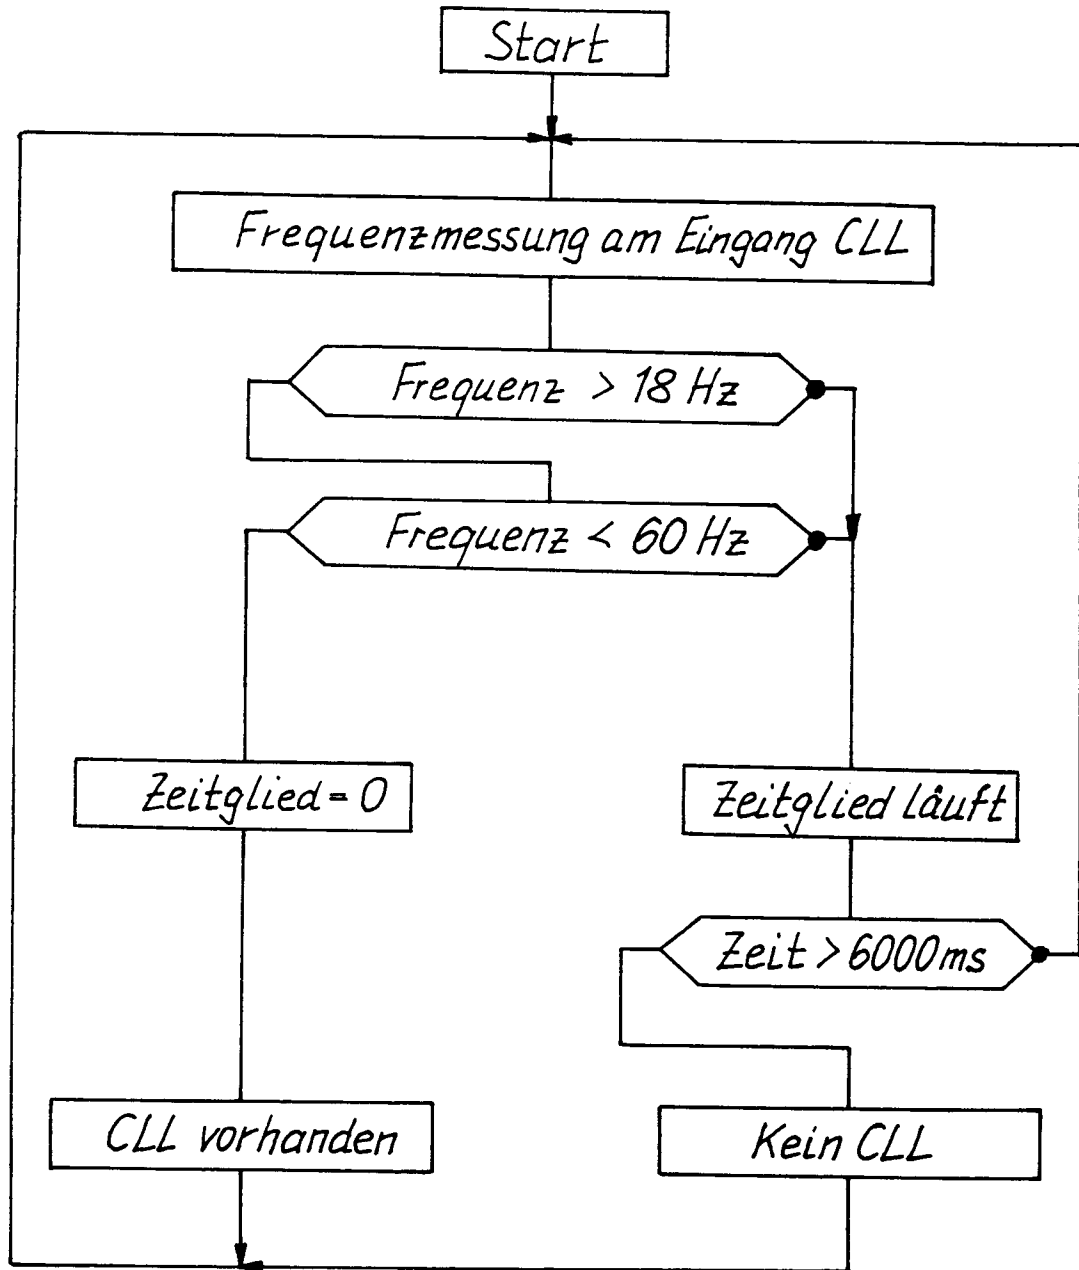 Start
Frequenzmessung am Eingang CLL
Frequenz > 18 Hz
Frequenz < 60 Hz
Zeitglied = 0
Zeitglied läuft
Zeit > 6000 ms
CLL vorhanden
Kein CLL